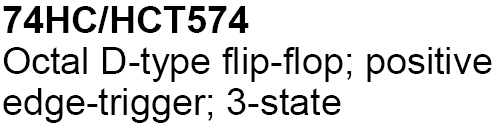 74HC/HCT574
Octal D-type flip-flop; positive
edge-trigger; 3-state